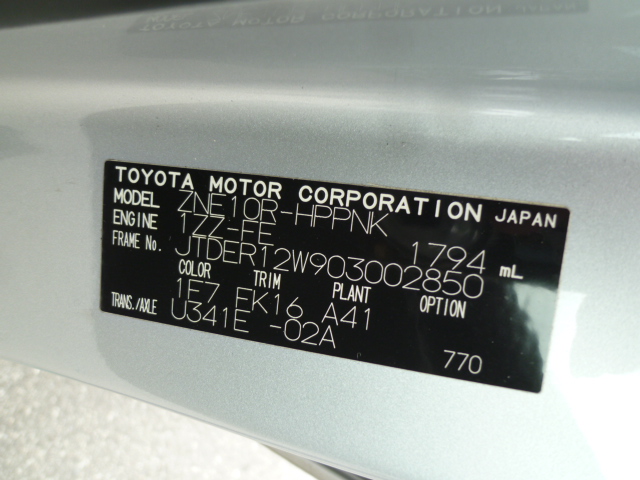 TOYOTA MOTOR CORPORATION JAPAN
MODEL ZNE10R-HPPNK
ENGINE 1ZZ-FE 1794 mL
FRAME No. JTDER12W903002850
COLOR TRIM PLANT OPTION
1F7 FK16 A41
TRANS./AXLE U341E -02A
770